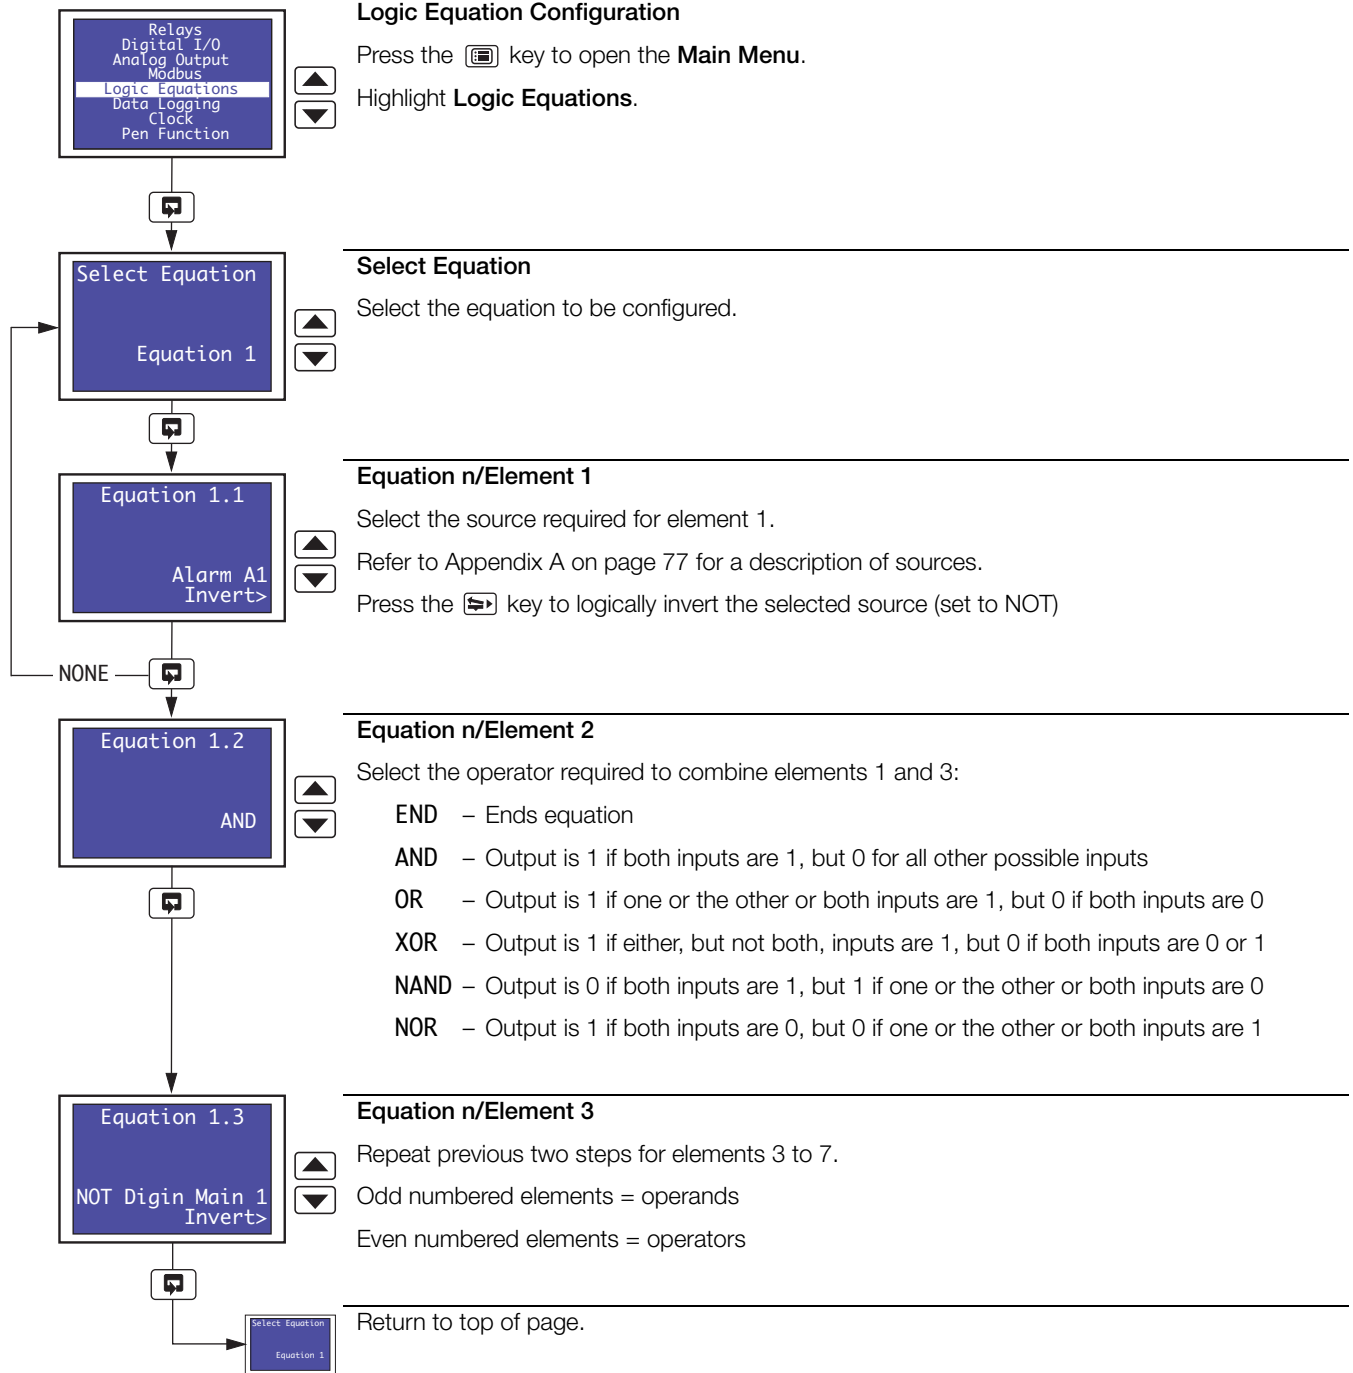 Relays
Digital I/O
Analog Output
Modbus
Logic Equations
Data Logging
Clock
Pen Function
Logic Equation Configuration
Press the key to open the Main Menu.
Highlight Logic Equations.
Select Equation
Equation 1
Select Equation
Select the equation to be configured.
Equation 1.1
Alarm A1
Invert>
Equation n/Element 1
Select the source required for element 1.
Refer to Appendix A on page 77 for a description of sources.
Press the key to logically invert the selected source (set to NOT)
NONE
Equation 1.2
AND
Equation n/Element 2
Select the operator required to combine elements 1 and 3:
END – Ends equation
AND – Output is 1 if both inputs are 1, but 0 for all other possible inputs
OR – Output is 1 if one or the other or both inputs are 1, but 0 if both inputs are 0
XOR – Output is 1 if either, but not both, inputs are 1, but 0 if both inputs are 0 or 1
NAND – Output is 0 if both inputs are 1, but 1 if one or the other or both inputs are 0
NOR – Output is 1 if both inputs are 0, but 0 if one or the other or both inputs are 1
Equation 1.3
NOT Digin Main 1
Invert>
Equation n/Element 3
Repeat previous two steps for elements 3 to 7.
Odd numbered elements = operands
Even numbered elements = operators
Select Equation
Equation 1
Return to top of page.